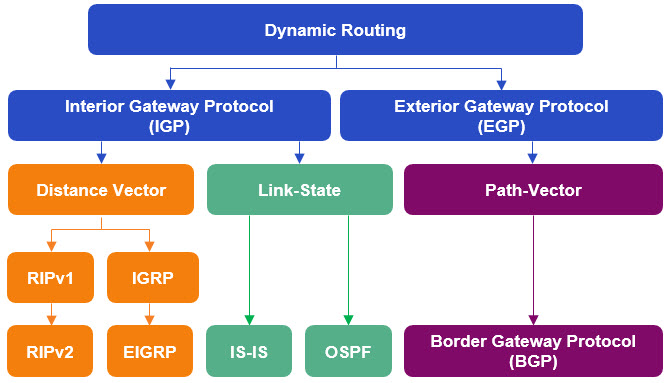 Dynamic Routing
Interior Gateway Protocol
(IGP)
Exterior Gateway Protocol
(EGP)
Distance Vector
Link-State
Path-Vector
RIPv1
IGRP
RIPv2
EIGRP
IS-IS
OSPF
Border Gateway Protocol
(BGP)